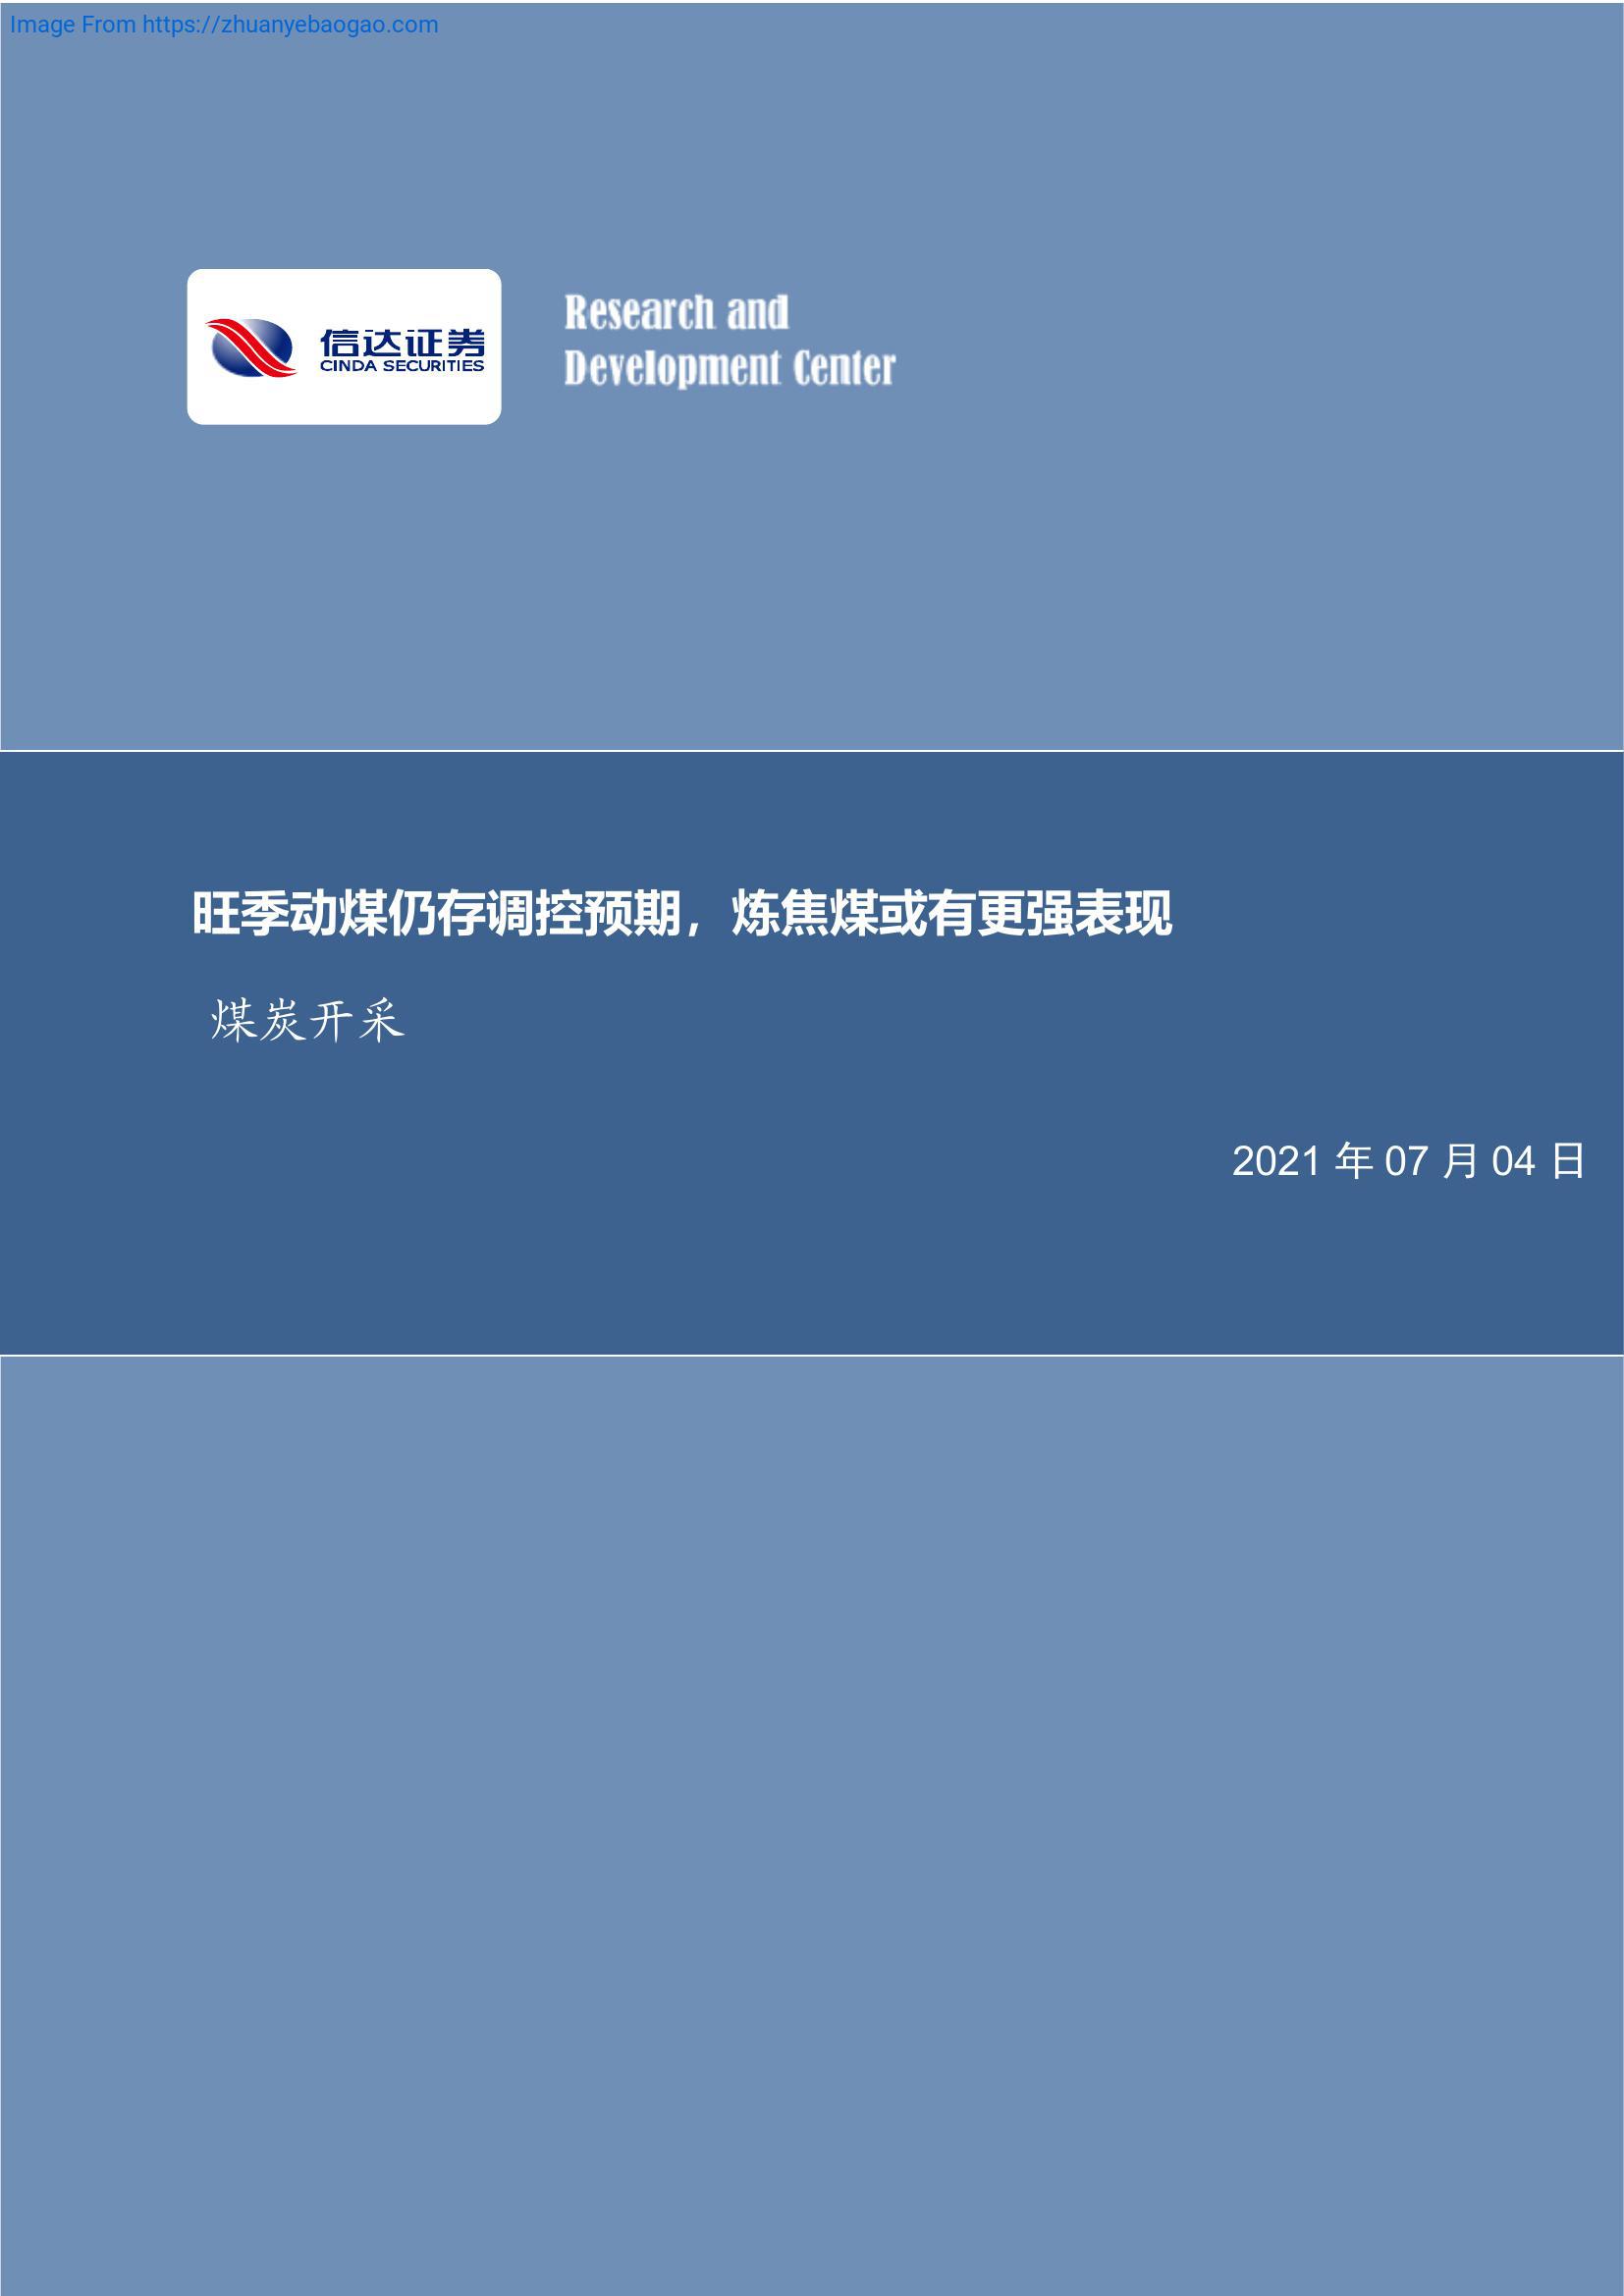 Image From https://zhuanyebaogao.com
信达证券
CINDA SECURITIES
Research and
Development Center
旺季动煤仍存调控预期，炼焦煤或有更强表现
煤炭开采
2021 年 07 月 04 日